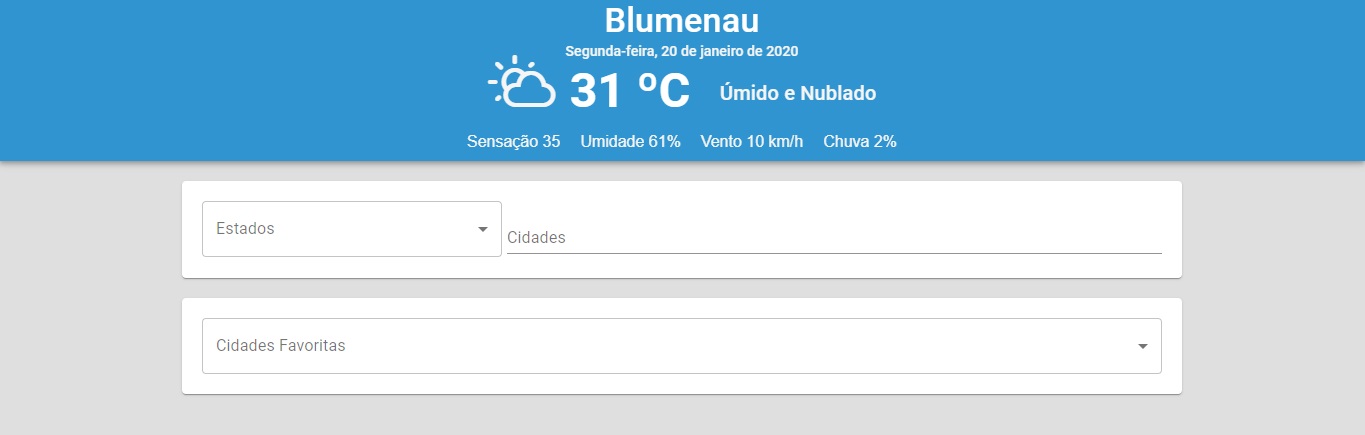 Blumenau
Segunda-feira, 20 de janeiro de 2020
31 ºC Úmido e Nublado
Sensação 35 Umidade 61% Vento 10 km/h Chuva 2%
Estados
Cidades
Cidades Favoritas